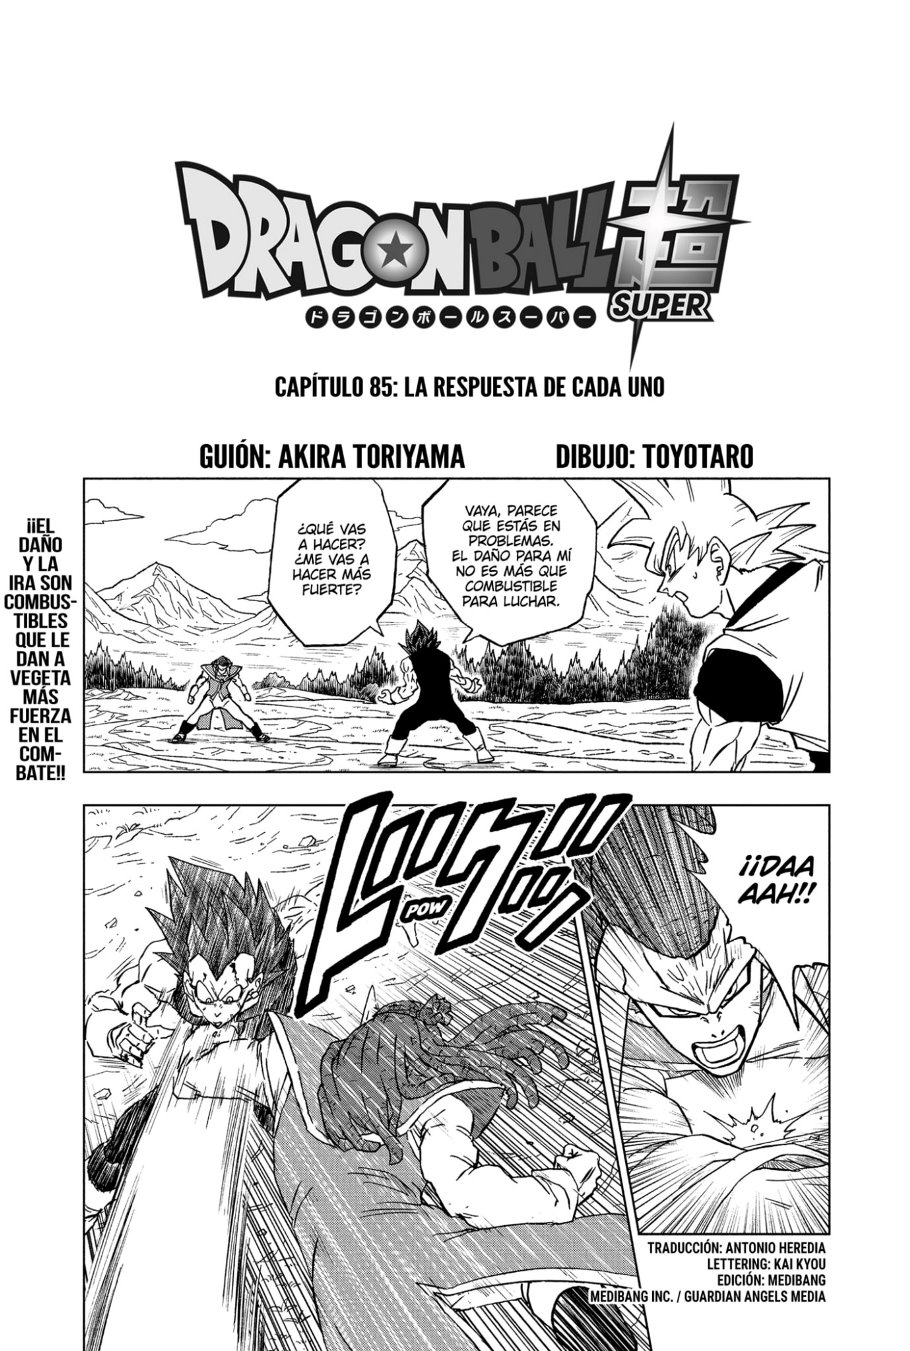 DRAGON BALL 超
SUPER
ドラゴンボールスーパー
CAPÍTULO 85: LA RESPUESTA DE CADA UNO
GUIÓN: AKIRA TORIYAMA
DIBUJO: TOYOTARO
¡¡EL
DAÑO
Y LA
IRA SON
COMBUS-
TIBLES
QUE LE
DAN A
VEGETA
MÁS
FUERZA
EN EL
COM-
BATE!!
VAYA, PARECE
QUE ESTÁS EN
PROBLEMAS.
EL DAÑO PARA MÍ
NO ES MÁS QUE
COMBUSTIBLE
PARA LUCHAR.
¿QUÉ VAS
A HACER?
¿ME VAS A
HACER MÁS
FUERTE?
¡¡DAA
AAH!!
POW
TRADUCCIÓN: ANTONIO HEREDIA
LETTERING: KAI KYOU
EDICIÓN: MEDIBANG
MEDIBANG INC. / GUARDIAN ANGELS MEDIA